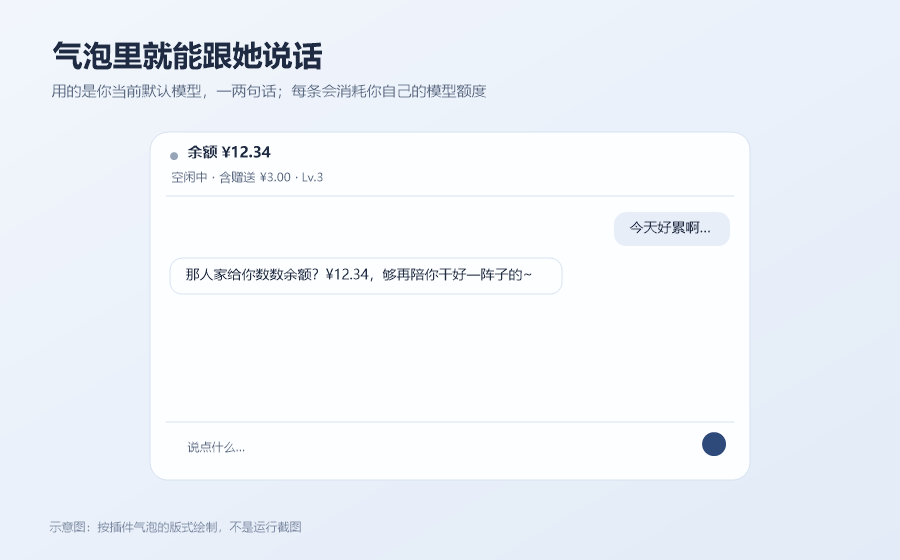 气泡里就能跟她说话
用的是你当前默认模型，一两句话；每条会消耗你自己的模型额度
余额 ¥12.34
空闲中 · 含赠送 ¥3.00 · Lv.3
今天好累啊...
那人家给你数数余额？¥12.34，够再陪你干好一阵子的~
说点什么...
示意图：按插件气泡的版式绘制，不是运行截图